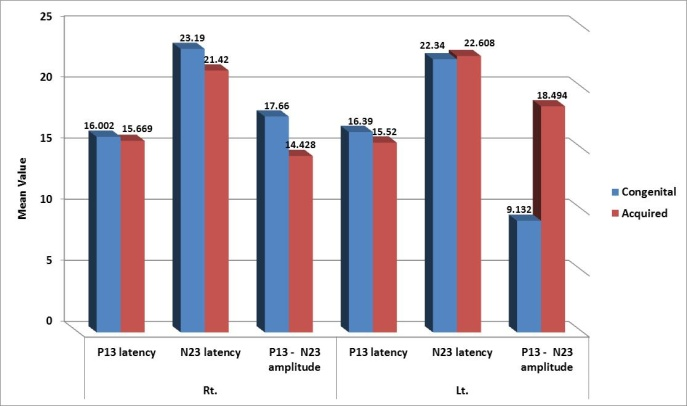 25
20
15
10
5
0
Mean Value
16.002
15.669
23.19
21.42
17.66
14.428
16.39
15.52
22.34
22.608
9.132
18.494
Congenital
Acquired
P13 latency
N23 latency
P13 - N23
amplitude
P13 latency
N23 latency
P13 - N23
amplitude
Rt.
Lt.